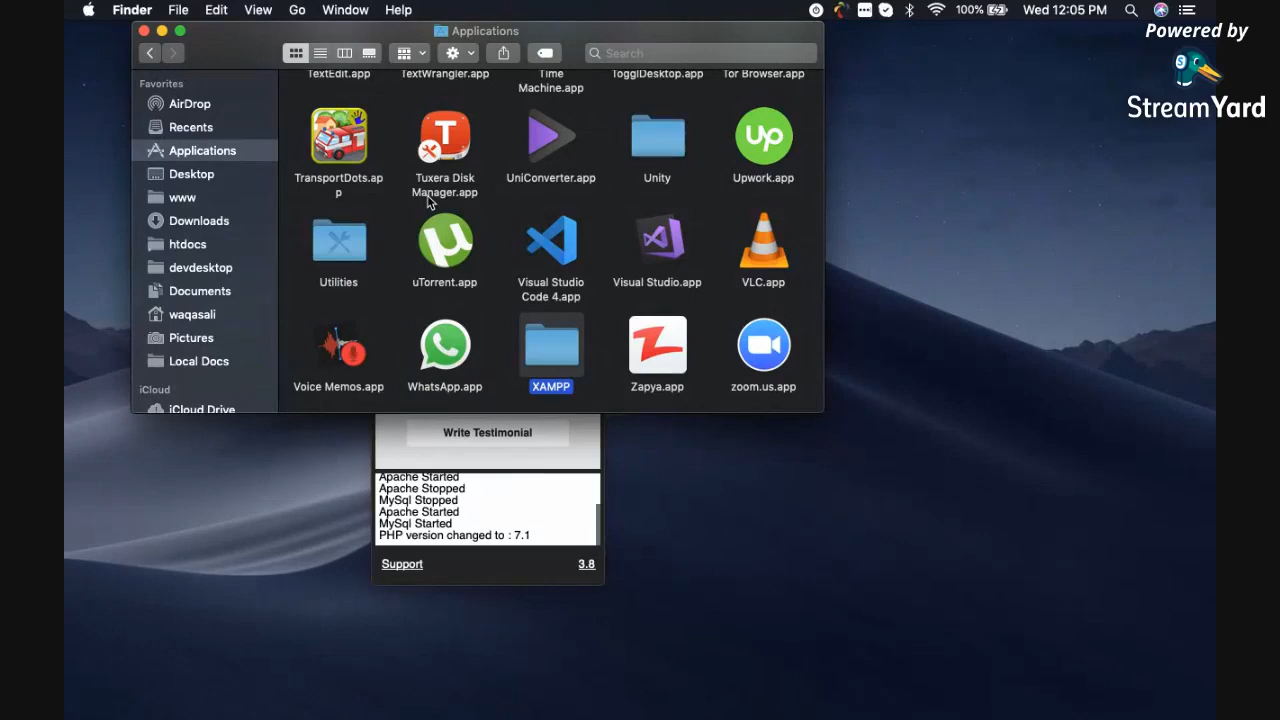 Finder File Edit View Go Window Help
100% Wed 12:05 PM
Powered by
StreamYard
Applications
Search
Favorites
AirDrop
Recents
Applications
Desktop
www
Downloads
htdocs
devdesktop
Documents
waqasali
Pictures
Local Docs
iCloud
iCloud Drive
TextEdit.app
TextWrangler.app
Time
Machine.app
TogglDesktop.app
Tor Browser.app
TransportDots.ap
p
T
Tuxera Disk
Manager.app
UniConverter.app
Unity
Up
Upwork.app
Utilities
uTorrent.app
Visual Studio
Code 4.app
Visual Studio.app
VLC.app
Voice Memos.app
WhatsApp.app
XAMPP
Zapya.app
zoom.us.app
Write Testimonial
Apache Started
Apache Stopped
MySql Stopped
Apache Started
MySql Started
PHP version changed to : 7.1
Support
3.8